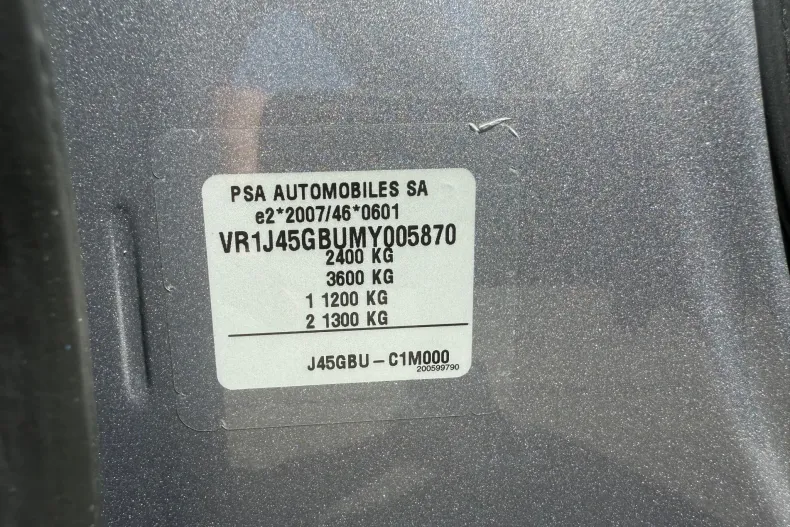 PSA AUTOMOBILES SA
e2*2007/46*0601
VR1J45GBUMY005870
2400 KG
3600 KG
1 1200 KG
2 1300 KG
J45GBU – C1M000
200599790